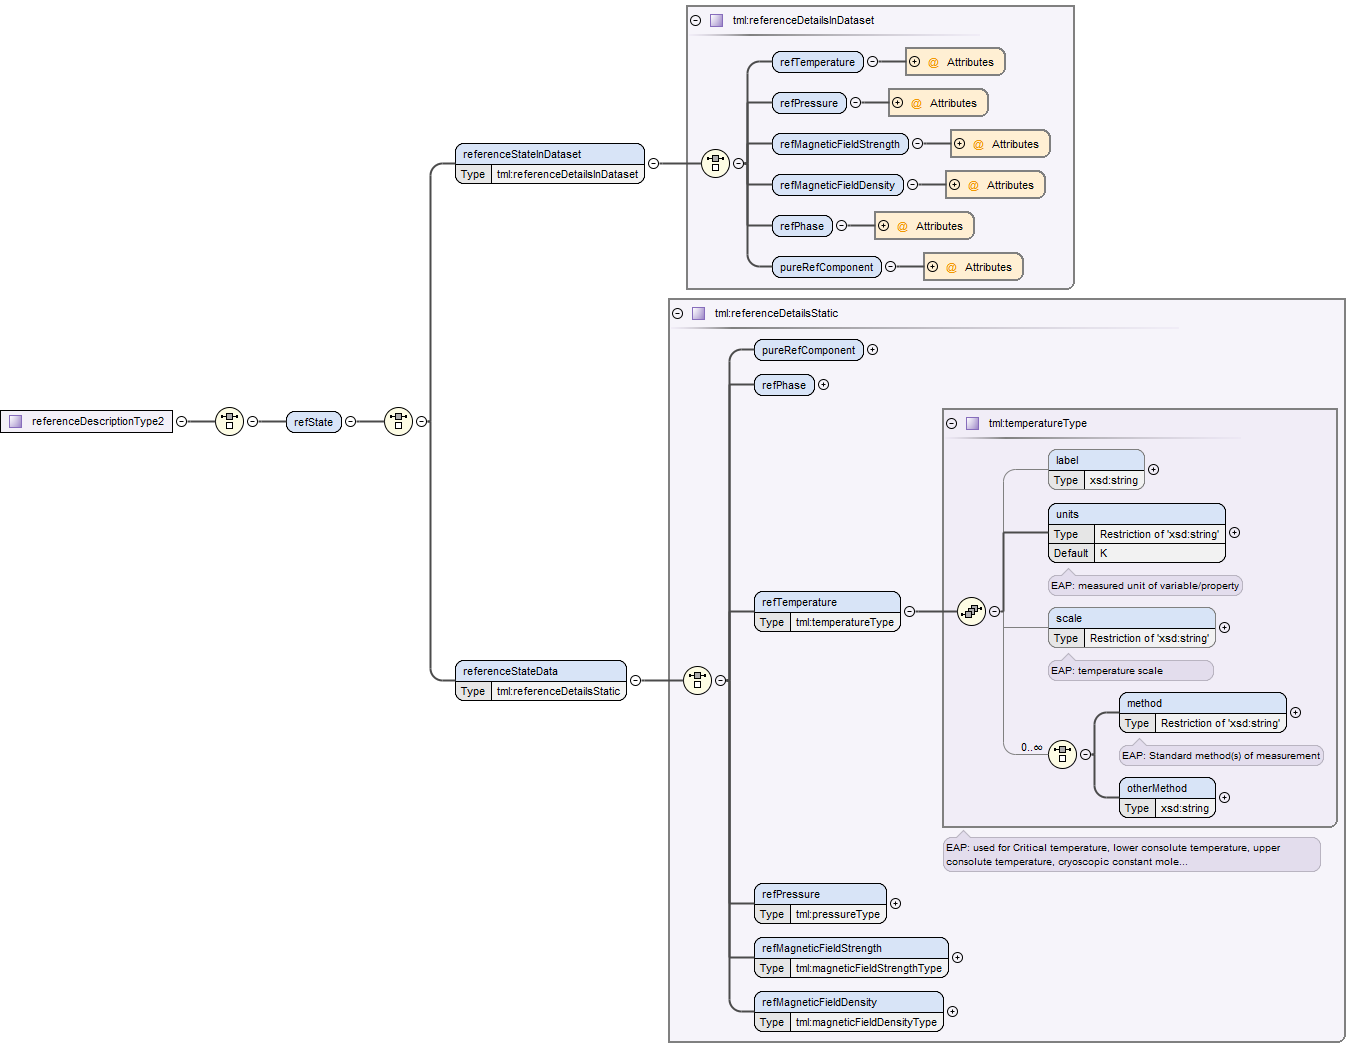 tml:referenceDetailsInDataset
refTemperature
@ Attributes
refPressure
@ Attributes
refMagneticFieldStrength
@ Attributes
referenceStateInDataset
Type tml:referenceDetailsInDataset
refMagneticFieldDensity
@ Attributes
refPhase
@ Attributes
pureRefComponent
@ Attributes
tml:referenceDetailsStatic
pureRefComponent
refPhase
referenceDescriptionType2
refState
tml:temperatureType
label
Type xsd:string
units
Type Restriction of 'xsd:string'
Default K
EAP: measured unit of variable/property
refTemperature
Type tml:temperatureType
scale
Type Restriction of 'xsd:string'
EAP: temperature scale
referenceStateData
Type tml:referenceDetailsStatic
method
Type Restriction of 'xsd:string'
0..∞
EAP: Standard method(s) of measurement
otherMethod
Type xsd:string
EAP: used for Critical temperature, lower consolute temperature, upper
consolute temperature, cryoscopic constant mole...
refPressure
Type tml:pressureType
refMagneticFieldStrength
Type tml:magneticFieldStrengthType
refMagneticFieldDensity
Type tml:magneticFieldDensityType